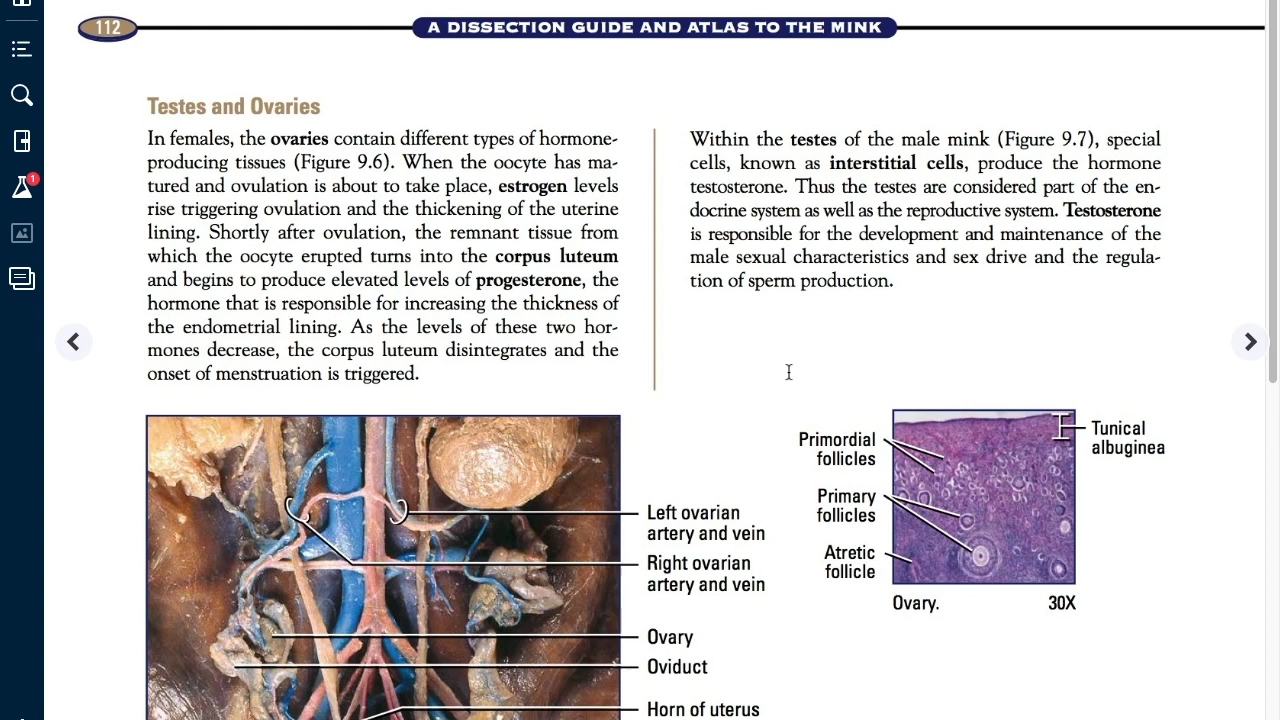 112
A DISSECTION GUIDE AND ATLAS TO THE MINK
1
Testes and Ovaries
In females, the ovaries contain different types of hormone-
producing tissues (Figure 9.6). When the oocyte has ma-
tured and ovulation is about to take place, estrogen levels
rise triggering ovulation and the thickening of the uterine
lining. Shortly after ovulation, the remnant tissue from
which the oocyte erupted turns into the corpus luteum
and begins to produce elevated levels of progesterone, the
hormone that is responsible for increasing the thickness of
the endometrial lining. As the levels of these two hor-
mones decrease, the corpus luteum disintegrates and the
onset of menstruation is triggered.
Within the testes of the male mink (Figure 9.7), special
cells, known as interstitial cells, produce the hormone
testosterone. Thus the testes are considered part of the en-
docrine system as well as the reproductive system. Testosterone
is responsible for the development and maintenance of the
male sexual characteristics and sex drive and the regula-
tion of sperm production.
Left ovarian
artery and vein
Right ovarian
artery and vein
Ovary
Oviduct
Horn of uterus
Primordial
follicles
Primary
follicles
Atretic
follicle
Tunical
albuginea
Ovary. 30X